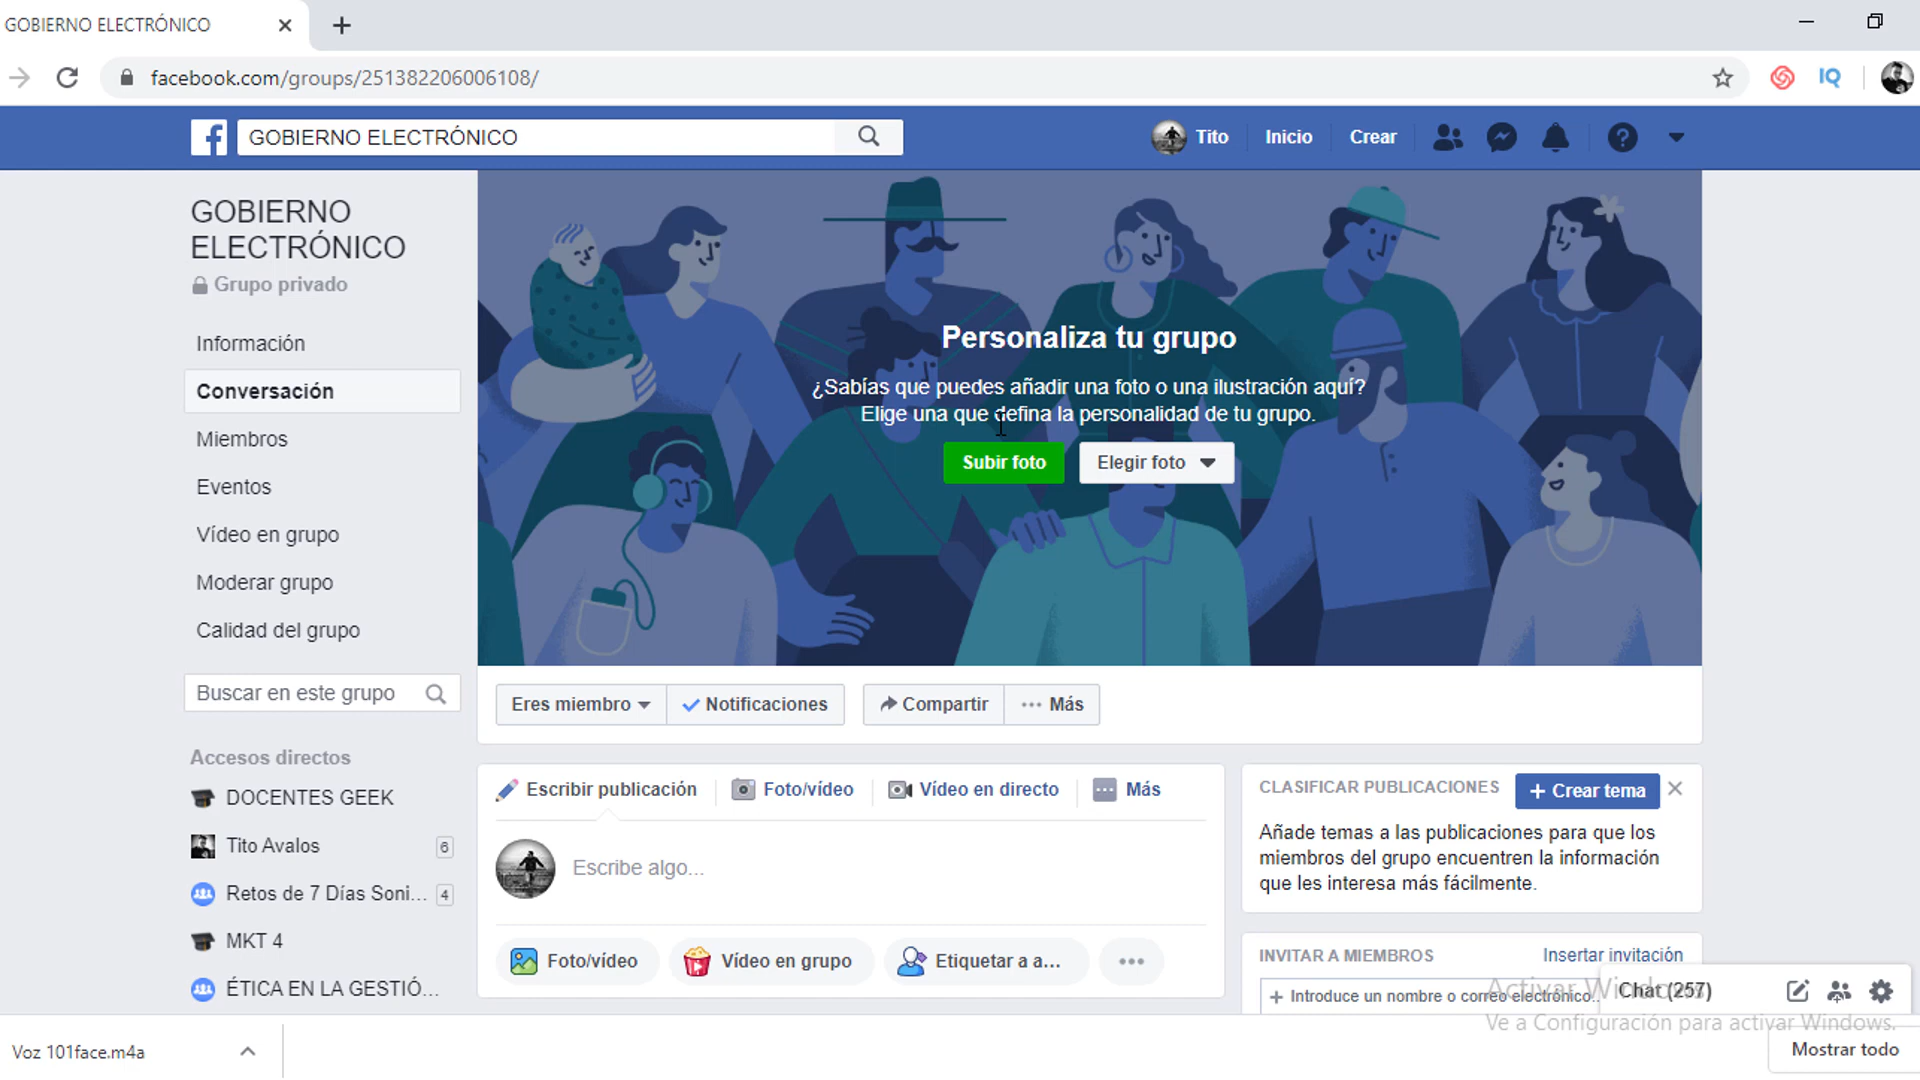 GOBIERNO ELECTRÓNICO
facebook.com/groups/251382206006108/
IQ
f
GOBIERNO ELECTRÓNICO
Tito
Inicio
Crear
GOBIERNO
ELECTRÓNICO
Grupo privado
Información
Conversación
Miembros
Eventos
Vídeo en grupo
Moderar grupo
Calidad del grupo
Buscar en este grupo
Accesos directos
DOCENTES GEEK
Tito Avalos 6
Retos de 7 Días Soni... 4
MKT 4
ÉTICA EN LA GESTIÓ...
Personaliza tu grupo
¿Sabías que puedes añadir una foto o una ilustración aquí?
Elige una que defina la personalidad de tu grupo.
Subir foto
Elegir foto
Eres miembro
Notificaciones
Compartir
Más
Escribir publicación
Foto/vídeo
Vídeo en directo
Más
Escribe algo...
Foto/vídeo
Vídeo en grupo
Etiquetar a a...
CLASIFICAR PUBLICACIONES
+ Crear tema
Añade temas a las publicaciones para que los
miembros del grupo encuentren la información
que les interesa más fácilmente.
INVITAR A MIEMBROS
Insertar invitación
+ Introduce un nombre o correo electrónico...
Chat (257)
Activar Windows
Ve a Configuración para activar Windows.
Voz 101face.m4a
Mostrar todo